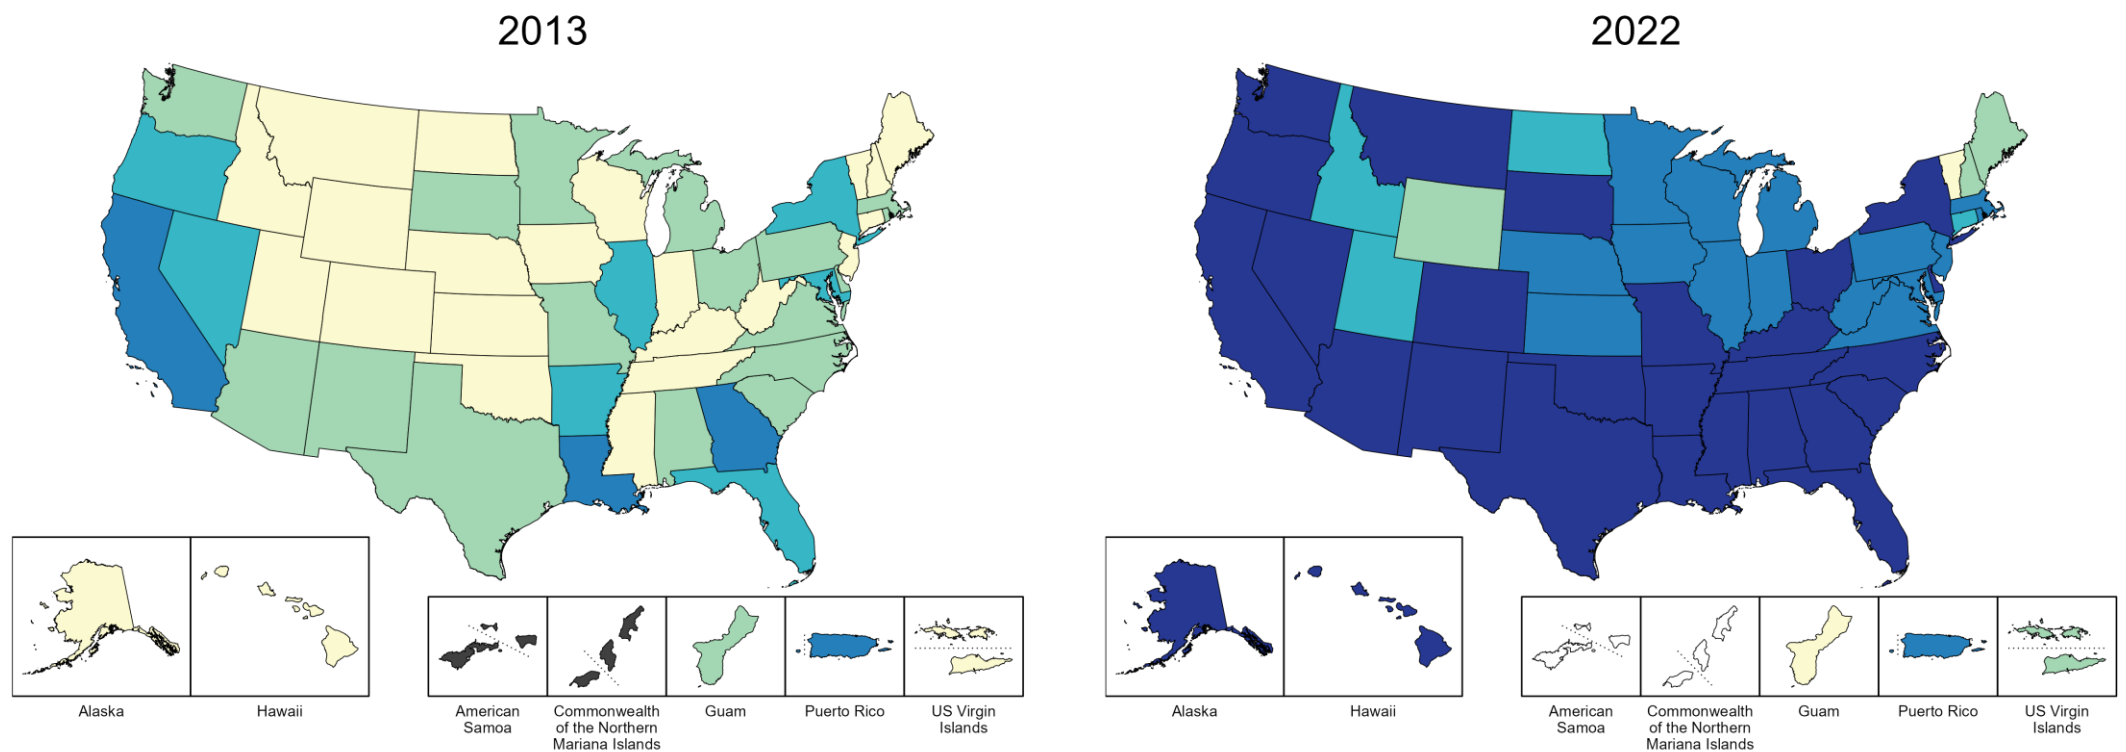 2013
2022
Alaska
Hawaii
American
Samoa
Commonwealth
of the Northern
Mariana Islands
Guam
Puerto Rico
US Virgin
Islands
Alaska
Hawaii
American
Samoa
Commonwealth
of the Northern
Mariana Islands
Guam
Puerto Rico
US Virgin
Islands